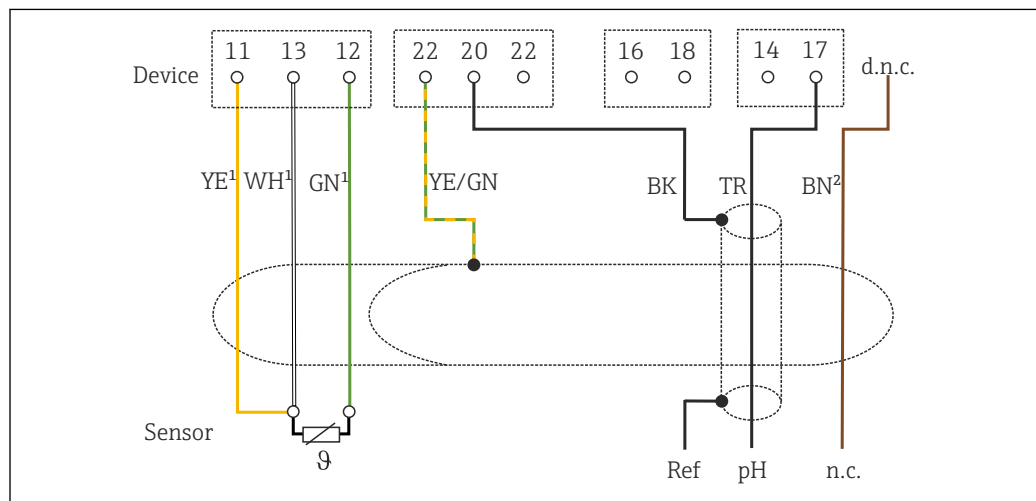 11 13 12 22 20 22 16 18 14 17
Device d.n.c.
YE¹ WH¹ GN¹ YE/GN BK TR BN²
Sensor
ϑ Ref pH n.c.